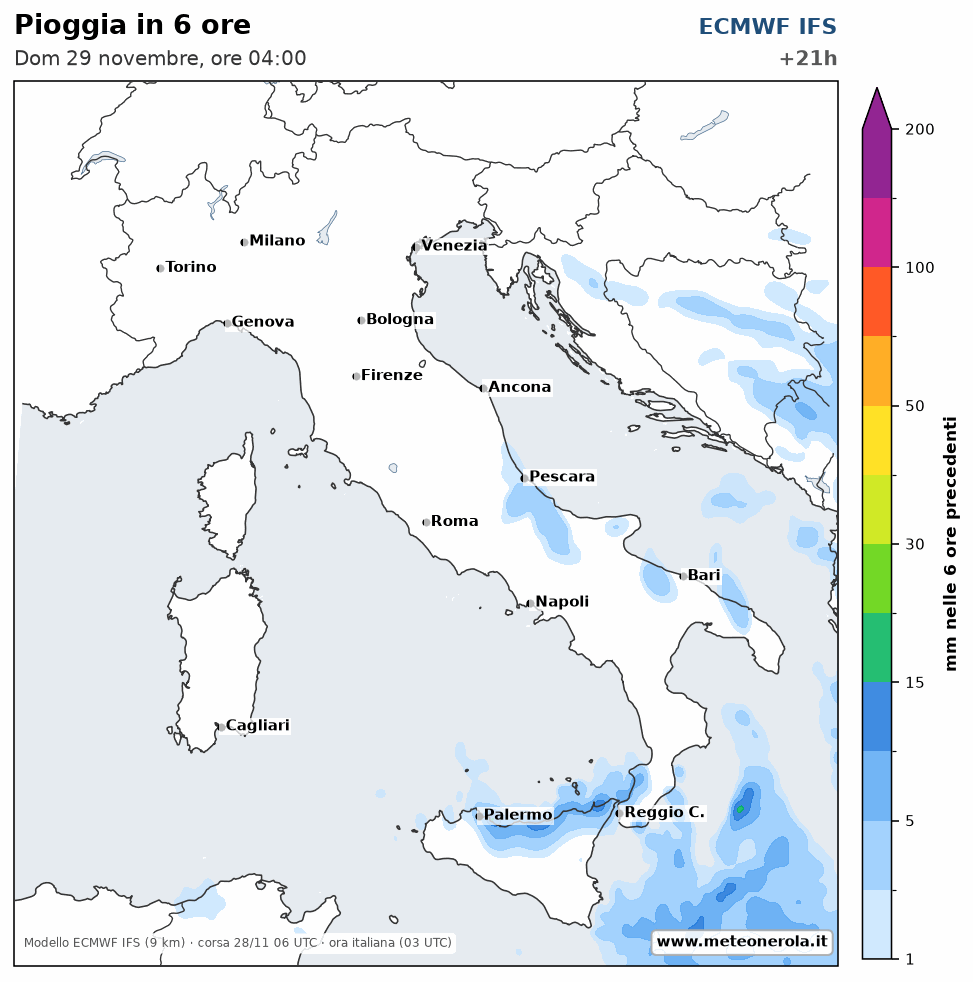 Pioggia in 6 ore
ECMWF IFS
Dom 29 novembre, ore 04:00
+21h
200
Milano
Venezia
Torino
100
Genova
Bologna
Firenze
Ancona
50
mm nelle 6 ore precedenti
Pescara
Roma
30
Bari
Napoli
15
Cagliari
Palermo
Reggio C.
5
Modello ECMWF IFS (9 km) · corsa 28/11 06 UTC · ora italiana (03 UTC)
www.meteonerola.it
1